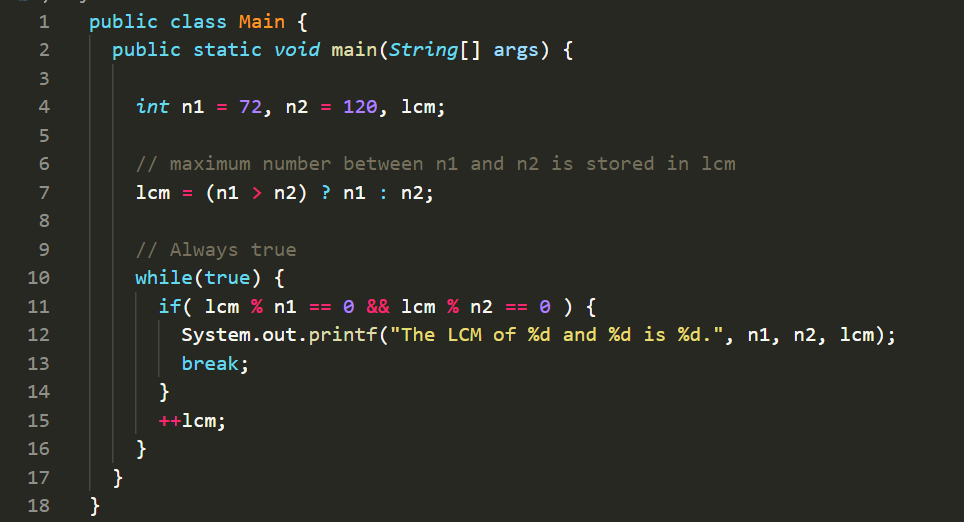 1 public class Main {
2 public static void main(String[] args) {
3
4 int n1 = 72, n2 = 120, lcm;
5
6 // maximum number between n1 and n2 is stored in lcm
7 lcm = (n1 > n2) ? n1 : n2;
8
9 // Always true
10 while(true) {
11 if( lcm % n1 == 0 && lcm % n2 == 0 ) {
12 System.out.printf("The LCM of %d and %d is %d.", n1, n2, lcm);
13 break;
14 }
15 ++lcm;
16 }
17 }
18 }